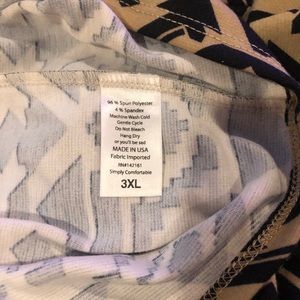 96 % Spun Polyester
4 % Spandex
Machine Wash Cold
Gentle Cycle
Do Not Bleach
Hang Dry
or you'll be sad
MADE IN USA
Fabric Imported
RN#142161
Simply Comfortable
3XL